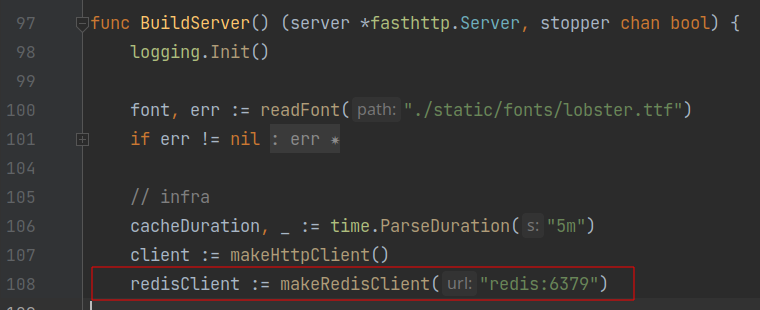 97 func BuildServer() (server *fasthttp.Server, stopper chan bool) {
98 logging.Init()
99
100 font, err := readFont( path: "./static/fonts/lobster.ttf")
101 if err != nil : err *
104
105 // infra
106 cacheDuration, _ := time.ParseDuration( s: "5m")
107 client := makeHttpClient()
108 redisClient := makeRedisClient( url: "redis:6379")